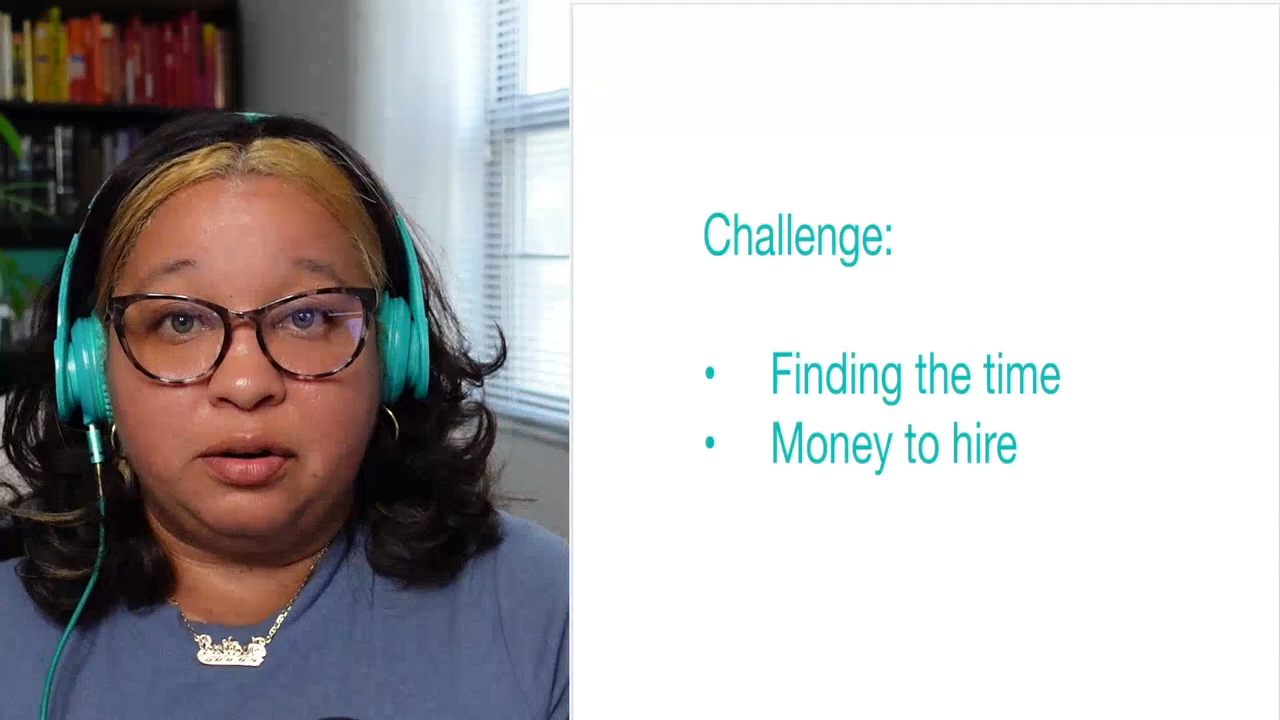 Challenge:
• Finding the time
• Money to hire